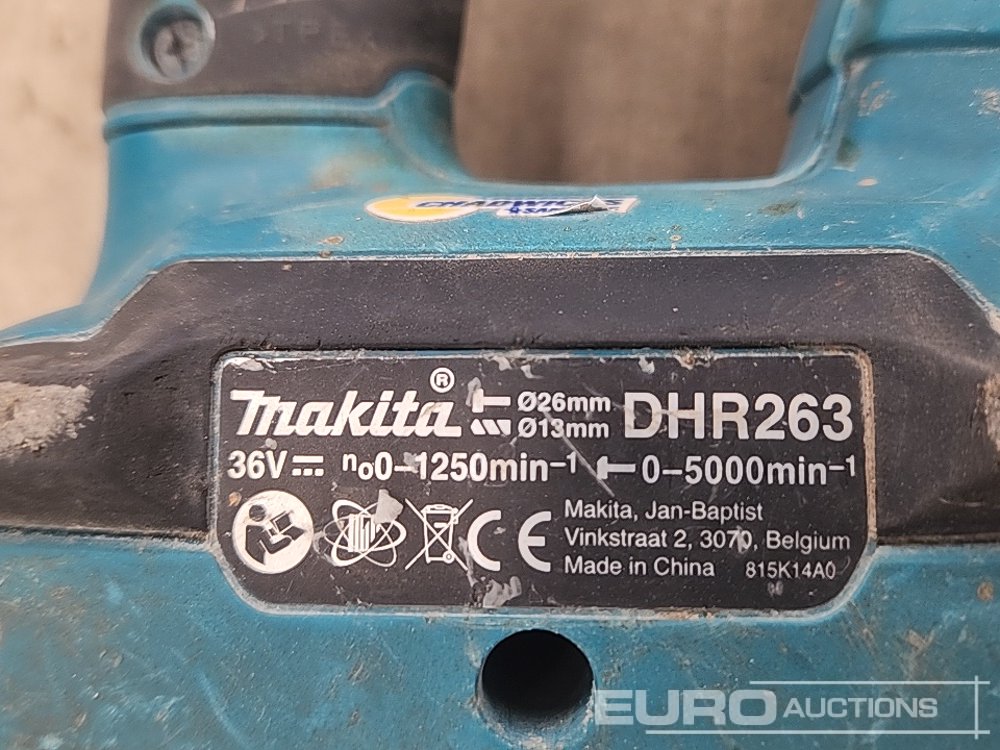 CHADWICKS
makita® Ø26mm DHR263
Ø13mm
36V n₀0-1250min⁻¹ 0-5000min⁻¹
Makita, Jan-Baptist
Vinkstraat 2, 3070, Belgium
Made in China 815K14A0
CE
EURO AUCTIONS